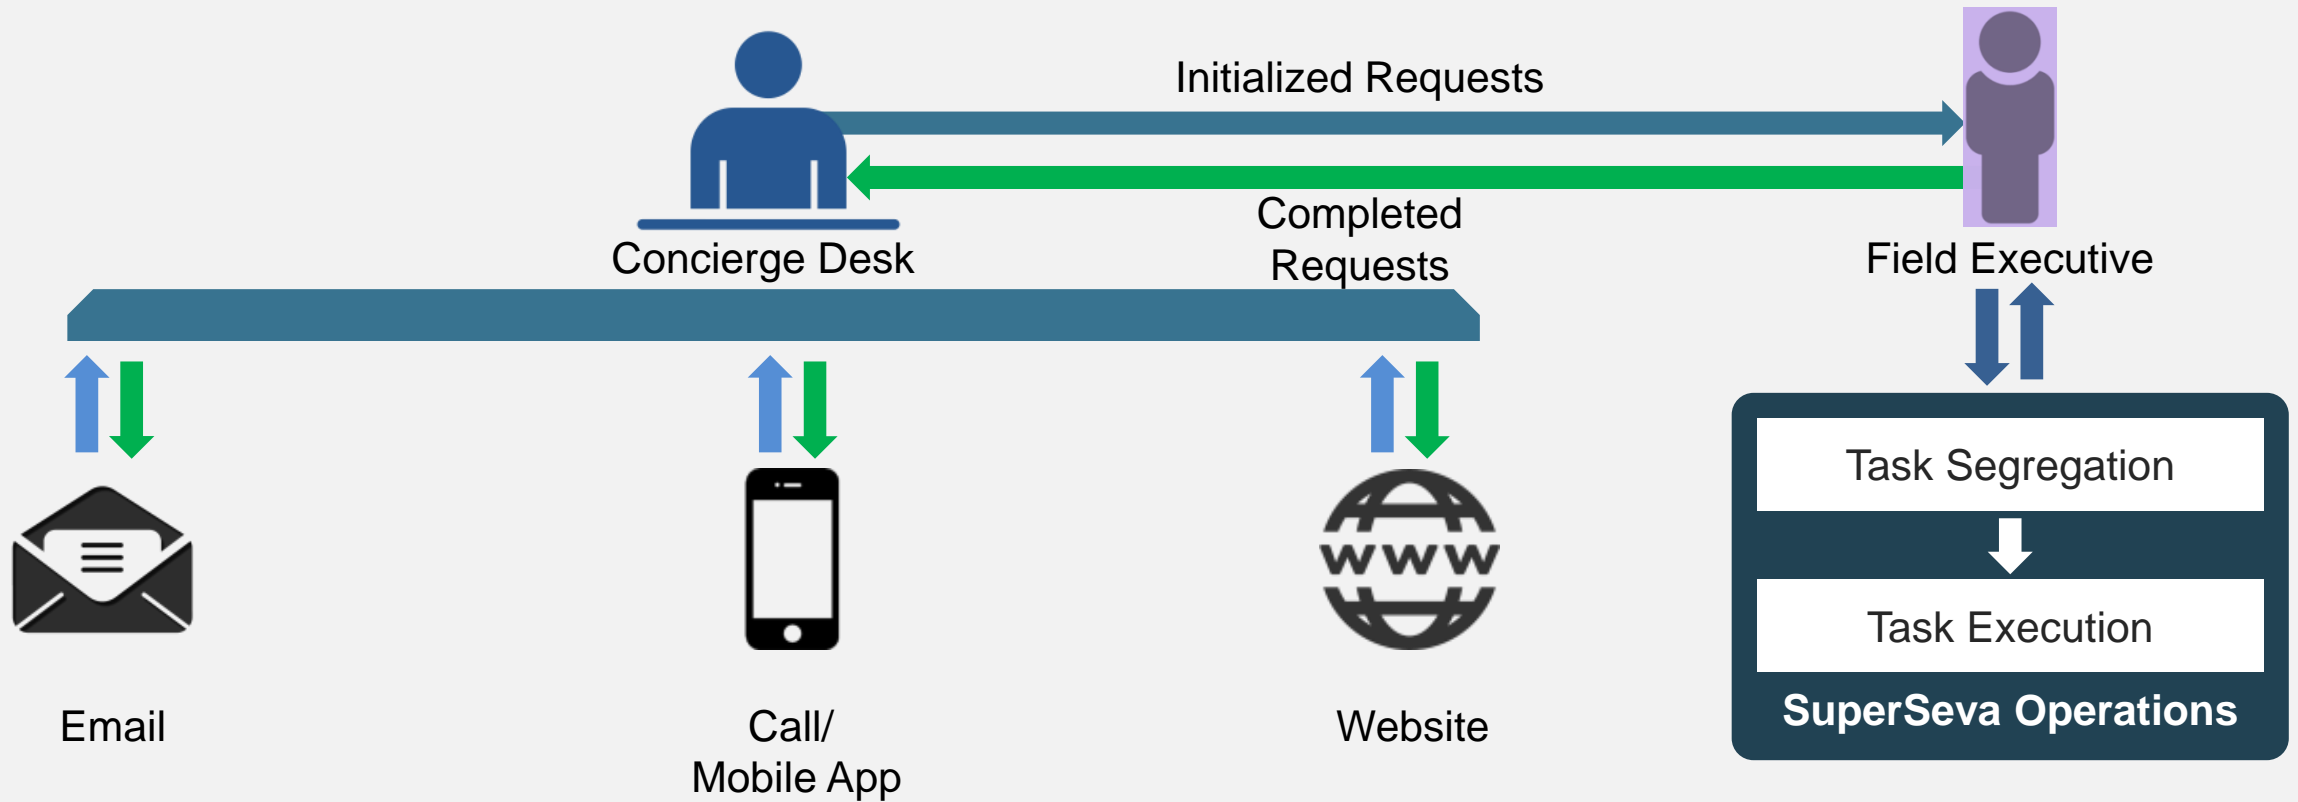 Initialized Requests
Completed
Requests
Concierge Desk
Field Executive
Task Segregation
Task Execution
SuperSeva Operations
www
Email
Call/
Mobile App
Website